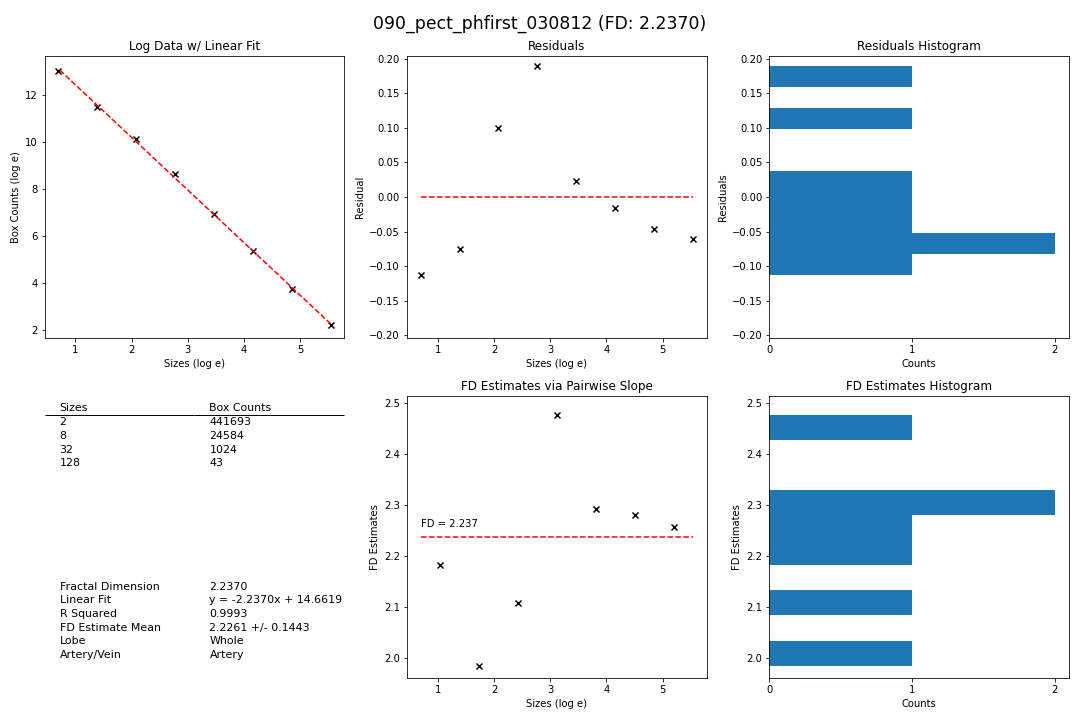 090_pect_phfirst_030812 (FD: 2.2370)
Log Data w/ Linear Fit
Box Counts (log e)
12
10
8
6
4
2
1 2 3 4 5
Sizes (log e)
Residuals
Residual
0.20
0.15
0.10
0.05
0.00
−0.05
−0.10
−0.15
−0.20
1 2 3 4 5
Sizes (log e)
Residuals Histogram
Residuals
0.20
0.15
0.10
0.05
0.00
−0.05
−0.10
−0.15
−0.20
0 1 2
Counts
Sizes Box Counts
2 441693
8 24584
32 1024
128 43
Fractal Dimension 2.2370
Linear Fit y = -2.2370x + 14.6619
R Squared 0.9993
FD Estimate Mean 2.2261 +/- 0.1443
Lobe Whole
Artery/Vein Artery
FD Estimates via Pairwise Slope
FD Estimates
2.5
2.4
2.3
2.2
2.1
2.0
FD = 2.237
1 2 3 4 5
Sizes (log e)
FD Estimates Histogram
FD Estimates
2.5
2.4
2.3
2.2
2.1
2.0
0 1 2
Counts